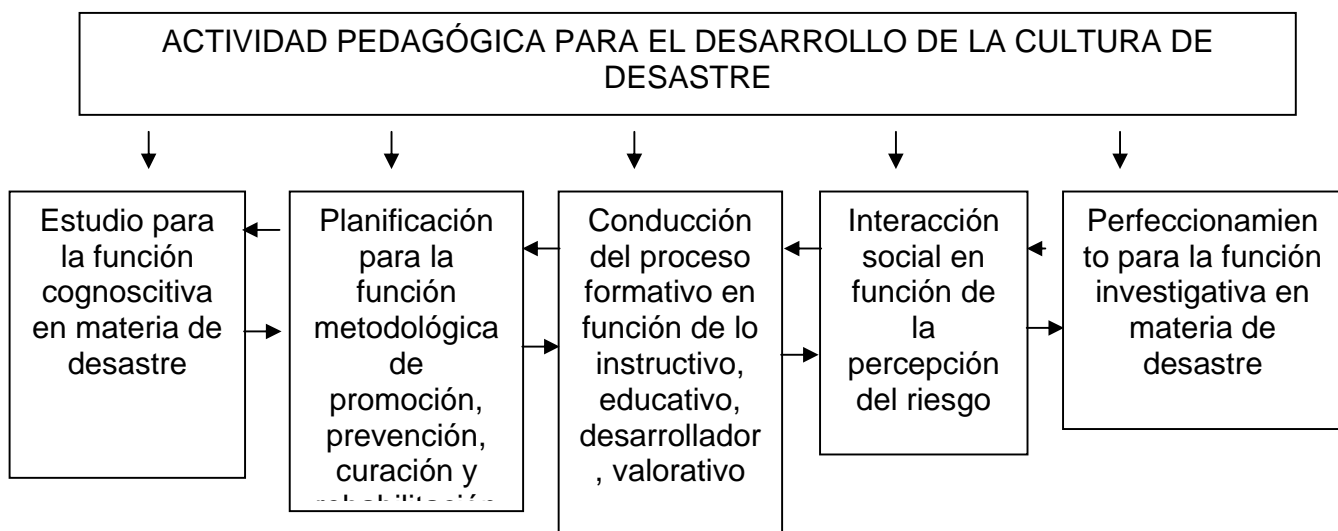 ACTIVIDAD PEDAGÓGICA PARA EL DESARROLLO DE LA CULTURA DE
DESASTRE
Estudio para
la función
cognoscitiva
en materia de
desastre
Planificación
para la
función
metodológica
de
promoción,
prevención,
curación y
rehabilitación
Conducción
del proceso
formativo en
función de lo
instructivo,
educativo,
desarrollador
, valorativo
Interacción
social en
función de
la
percepción
del riesgo
Perfeccionamien
to para la función
investigativa en
materia de
desastre